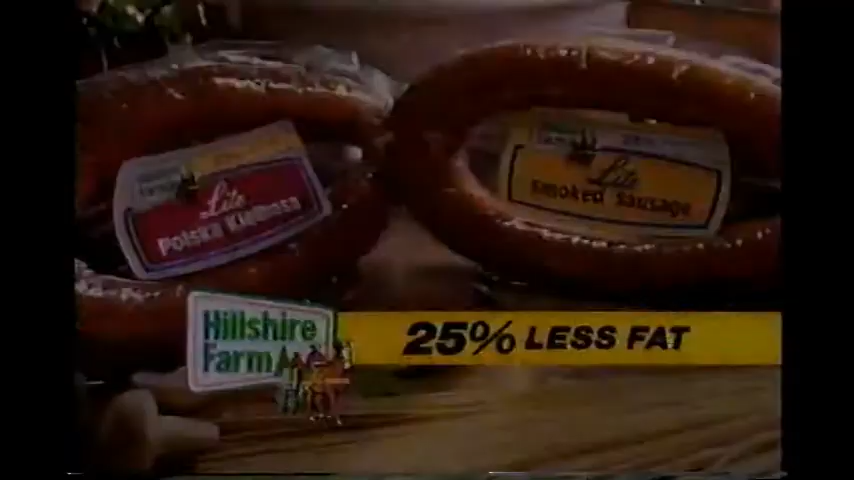 Lite
Polska Kielbasa
Lite
Smoked Sausage
Hillshire
Farm
25% LESS FAT